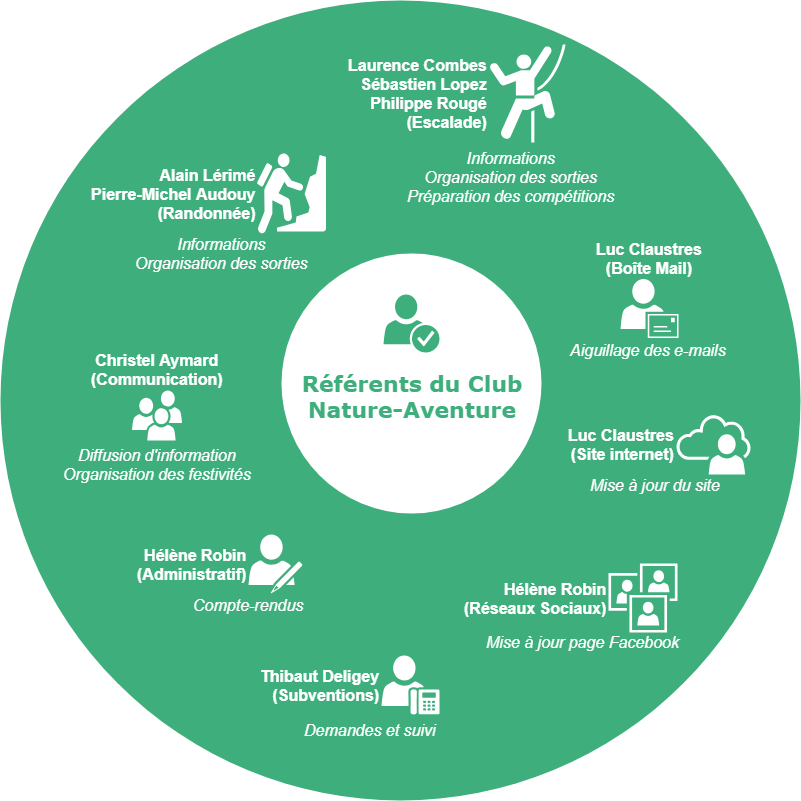 Laurence Combes
Sébastien Lopez
Philippe Rougé
(Escalade)
Informations
Organisation des sorties
Préparation des compétitions
Alain Lérimé
Pierre-Michel Audouy
(Randonnée)
Informations
Organisation des sorties
Luc Claustres
(Boîte Mail)
Aiguillage des e-mails
Référents du Club
Nature-Aventure
Christel Aymard
(Communication)
Diffusion d'information
Organisation des festivités
Luc Claustres
(Site internet)
Mise à jour du site
Hélène Robin
(Administratif)
Compte-rendus
Hélène Robin
(Réseaux Sociaux)
Mise à jour page Facebook
Thibaut Deligey
(Subventions)
Demandes et suivi